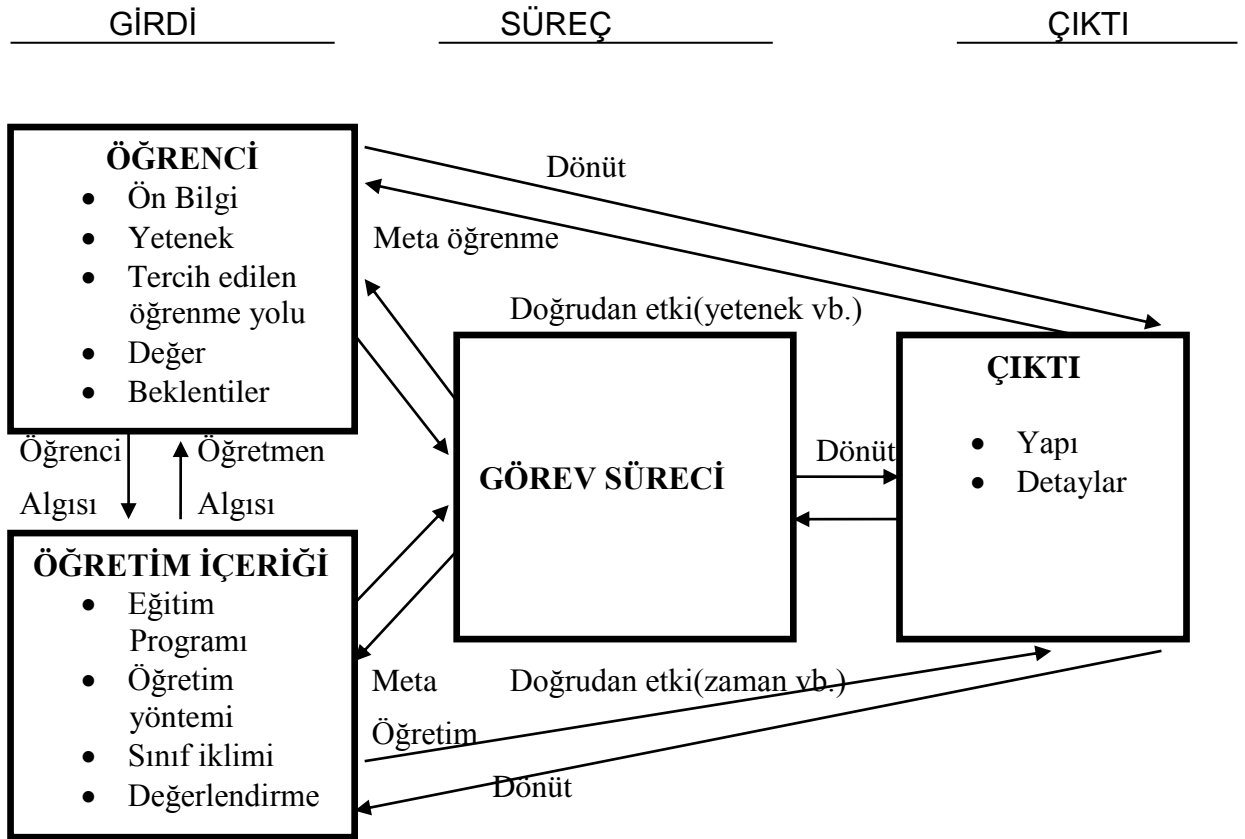 GİRDİ SÜREÇ ÇIKTI
ÖĞRENCİ
• Ön Bilgi
• Yetenek
• Tercih edilen
öğrenme yolu
• Değer
• Beklentiler
Dönüt
Meta öğrenme
Doğrudan etki(yetenek vb.)
Öğrenci
Algısı
Öğretmen
Algısı
GÖREV SÜRECİ
Dönüt
ÇIKTI
• Yapı
• Detaylar
ÖĞRETİM İÇERİĞİ
• Eğitim
Programı
• Öğretim
yöntemi
• Sınıf iklimi
• Değerlendirme
Meta
Öğretim
Doğrudan etki(zaman vb.)
Dönüt